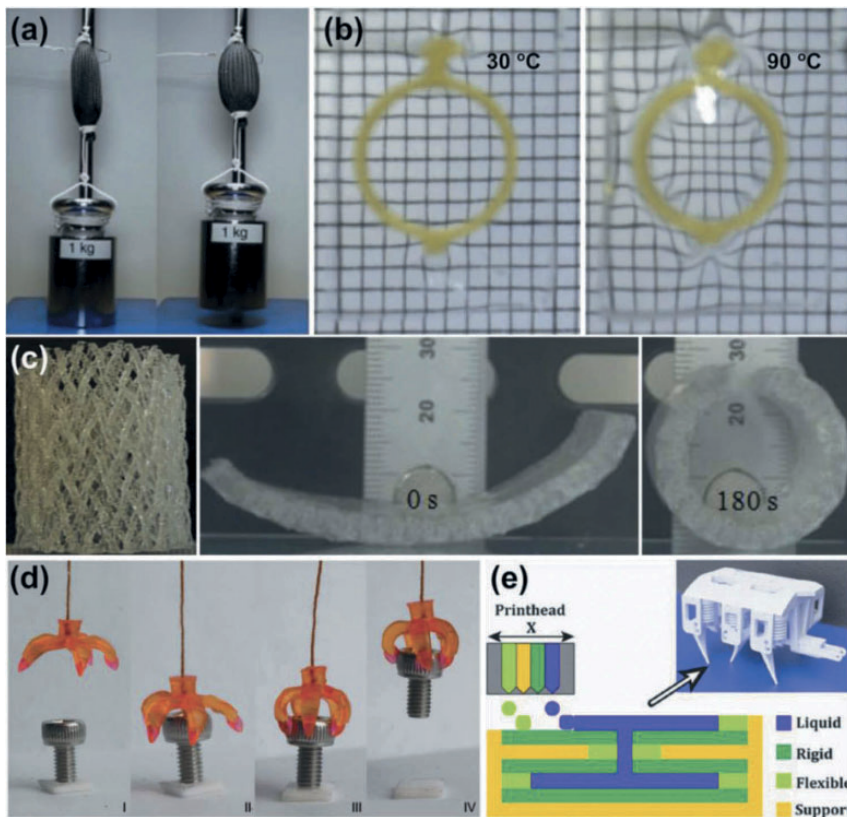 (a)
1 kg
1 kg
(b)
30 °C
90 °C
(c)
30
20
0 s
30
20
180 s
(d)
I
II
III
IV
(e)
Printhead
X
Liquid
Rigid
Flexible
Support